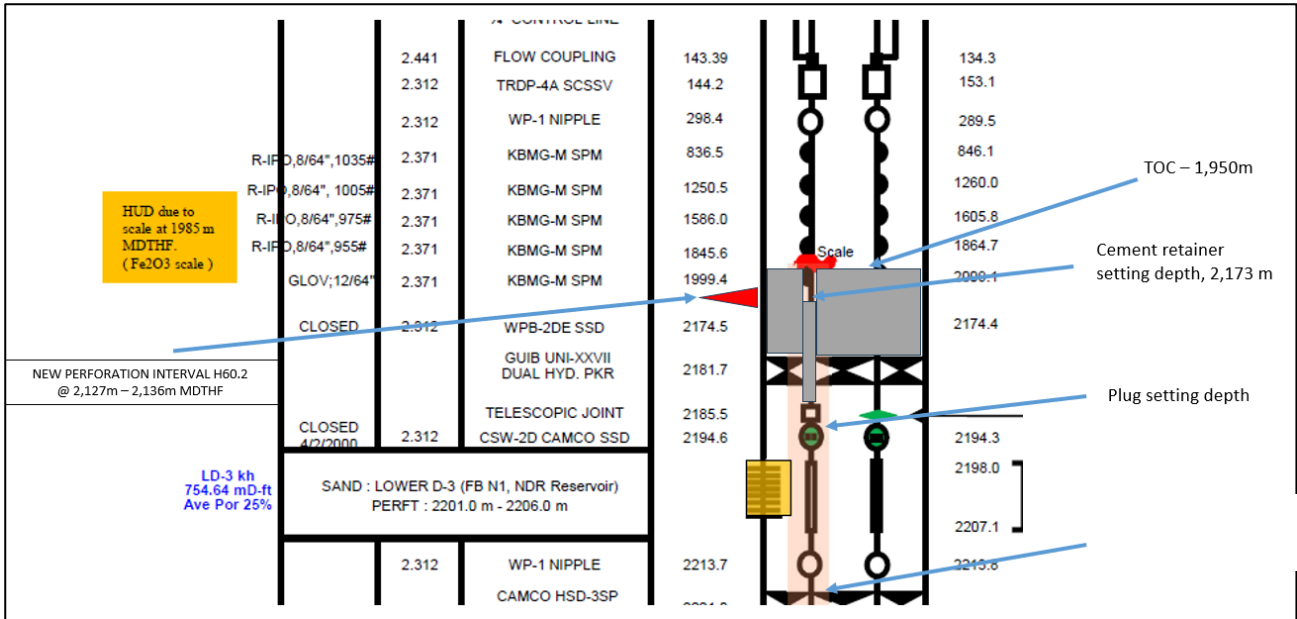 ¼" CONTROL LINE
2.441 FLOW COUPLING 143.39 134.3
2.312 TRDP-4A SCSSV 144.2 153.1
2.312 WP-1 NIPPLE 298.4 289.5
R-IPO,8/64",1035# 2.371 KBMG-M SPM 836.5 846.1
R-IPO,8/64", 1005# 2.371 KBMG-M SPM 1250.5 1260.0
R-IPO,8/64",975# 2.371 KBMG-M SPM 1586.0 1605.8
R-IPO,8/64",955# 2.371 KBMG-M SPM 1845.6 1864.7
GLOV;12/64" 2.371 KBMG-M SPM 1999.4
CLOSED 2.312 WPB-2DE SSD 2174.5 2174.4
GUIB UNI-XXVII
DUAL HYD. PKR 2181.7
TELESCOPIC JOINT 2185.5
CLOSED
4/2/2000
2.312 CSW-2D CAMCO SSD 2194.6 2194.3
SAND : LOWER D-3 (FB N1, NDR Reservoir)
PERFT : 2201.0 m - 2206.0 m
2198.0
2207.1
2.312 WP-1 NIPPLE 2213.7 2213.8
CAMCO HSD-3SP
HUD due to
scale at 1985 m
MDTHF.
( Fe2O3 scale )
NEW PERFORATION INTERVAL H60.2
@ 2,127m – 2,136m MDTHF
LD-3 kh
754.64 mD-ft
Ave Por 25%
Scale
TOC – 1,950m
Cement retainer
setting depth, 2,173 m
Plug setting depth